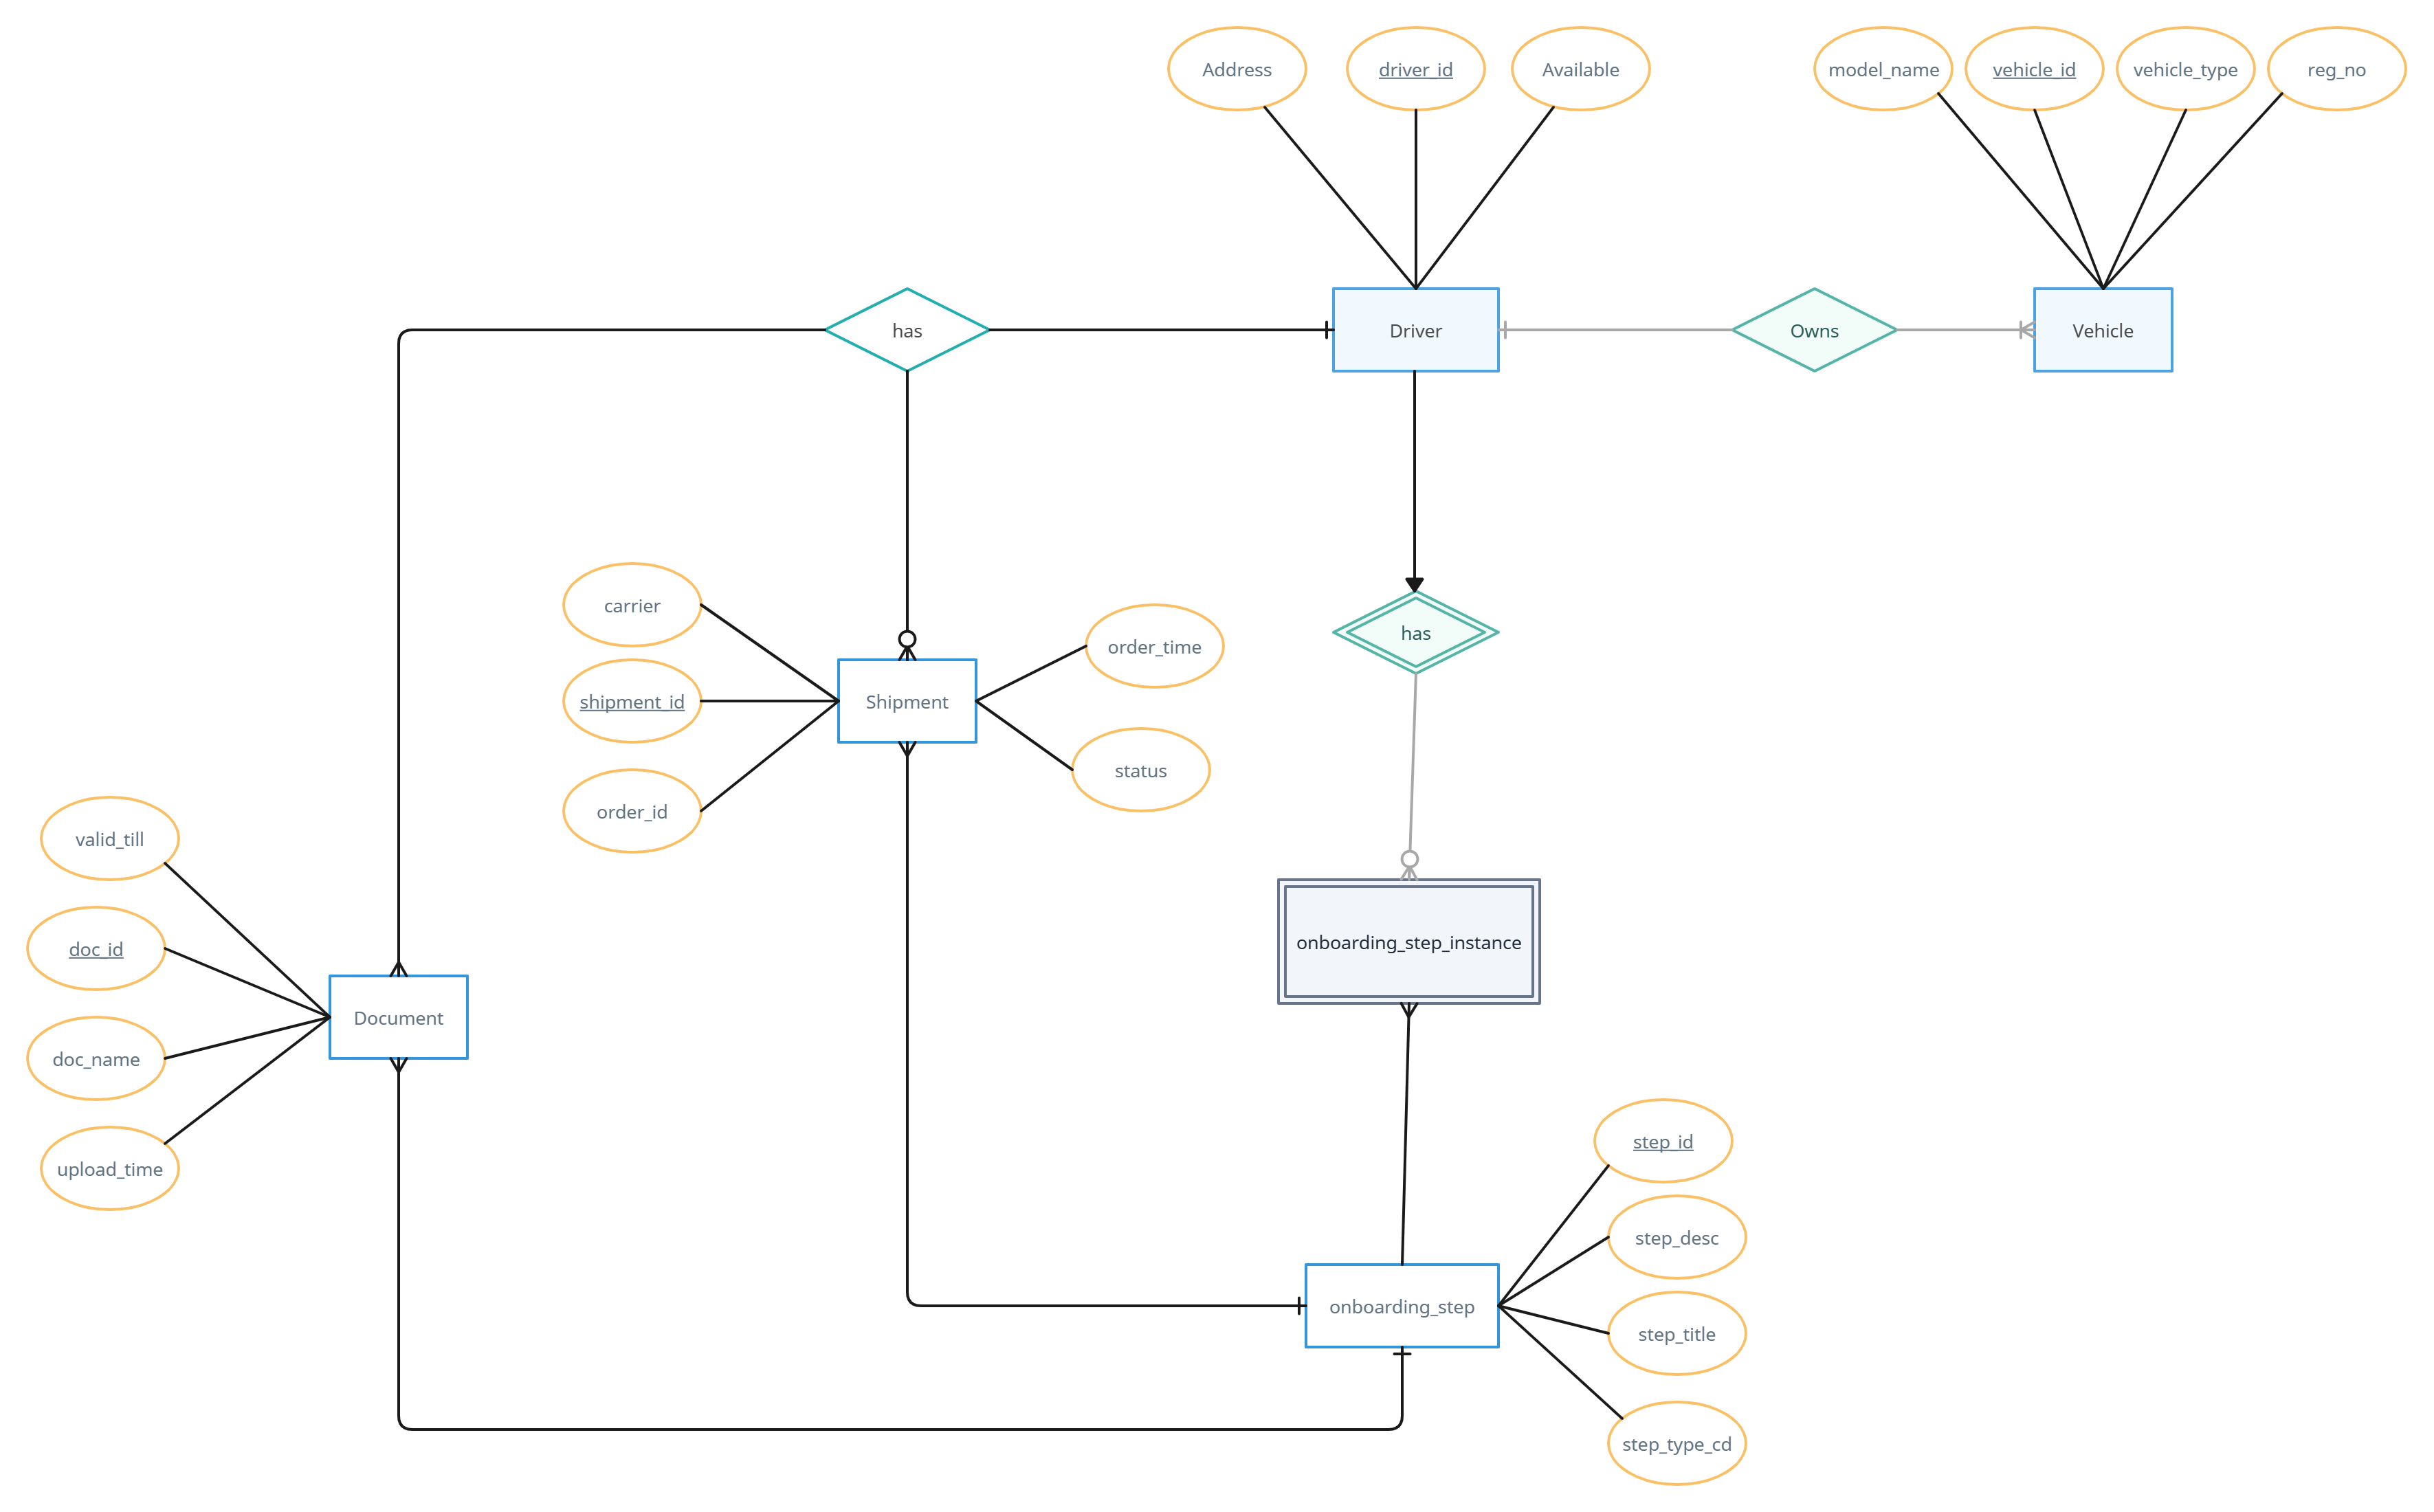 Address
driver_id
Available
model_name
vehicle_id
vehicle_type
reg_no
has
Driver
Owns
Vehicle
carrier
has
order_time
shipment_id
Shipment
status
order_id
valid_till
doc_id
onboarding_step_instance
Document
doc_name
upload_time
step_id
step_desc
onboarding_step
step_title
step_type_cd